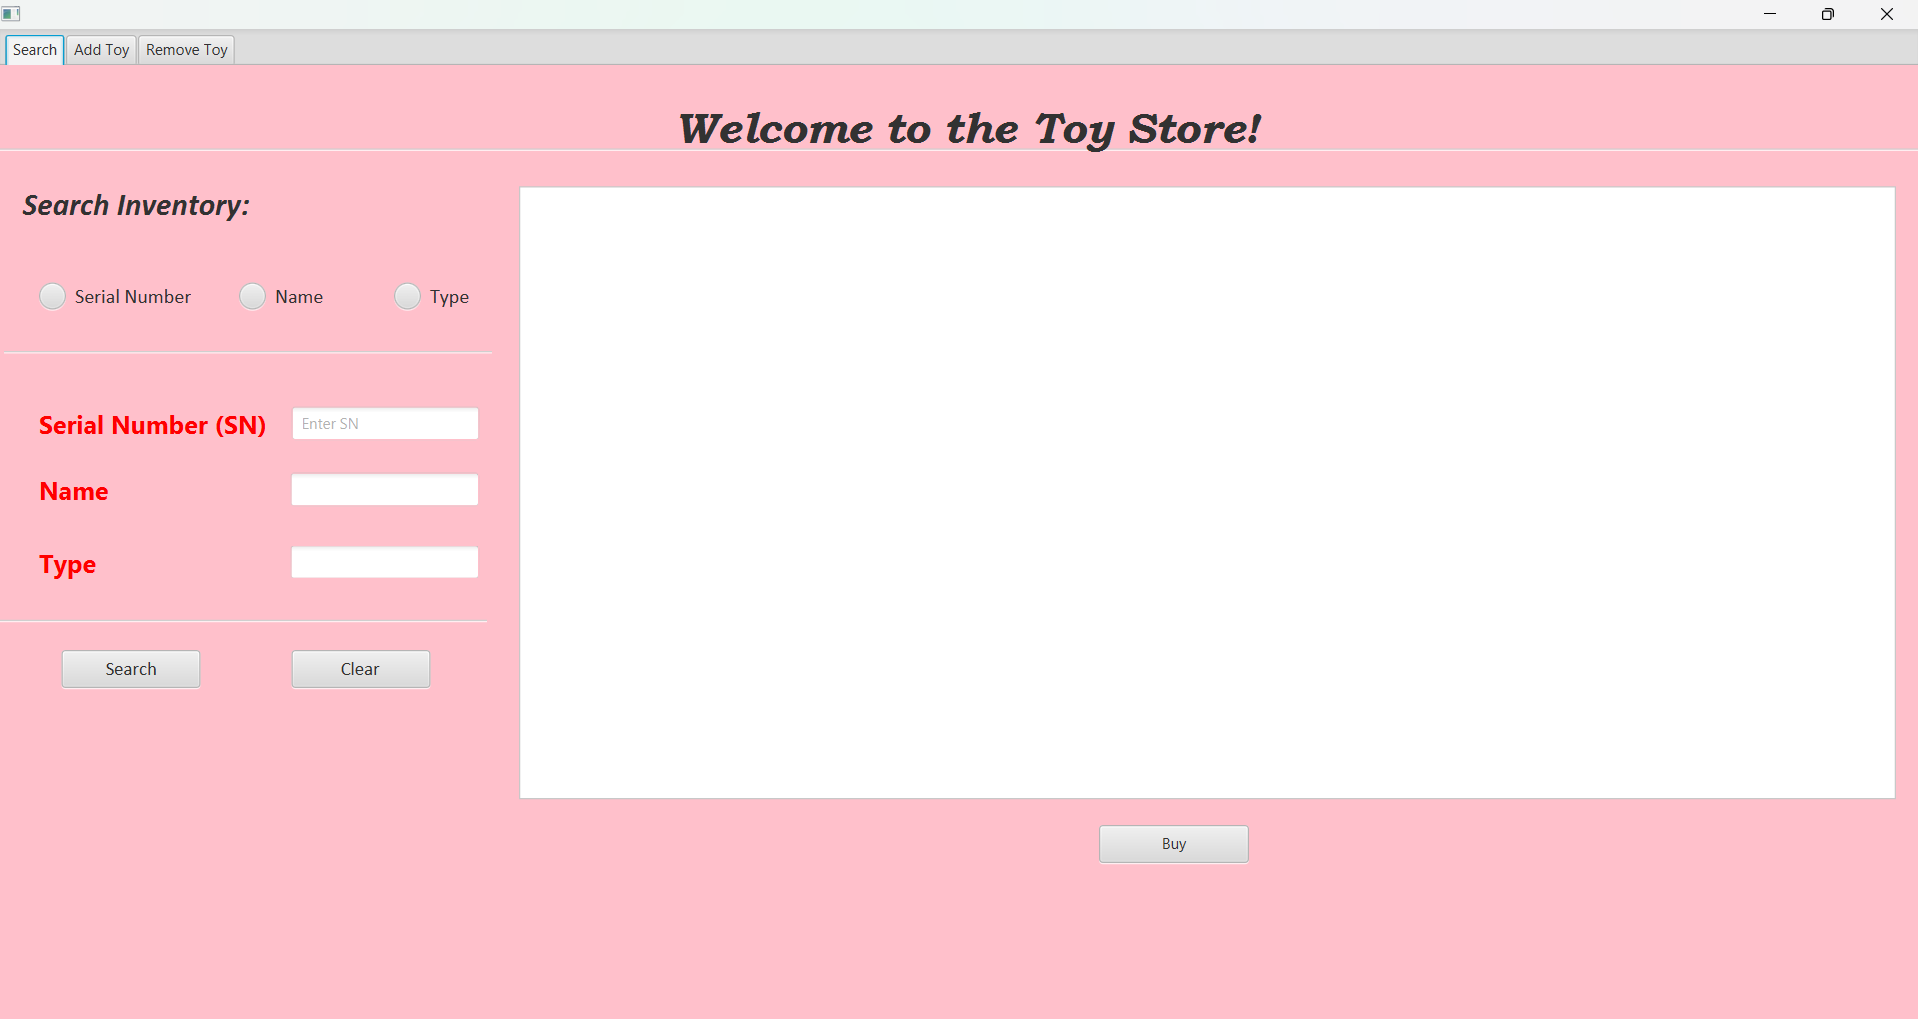 Search Add Toy Remove Toy
Welcome to the Toy Store!
Search Inventory:
Serial Number Name Type
Serial Number (SN) Enter SN
Name
Type
Search Clear
Buy